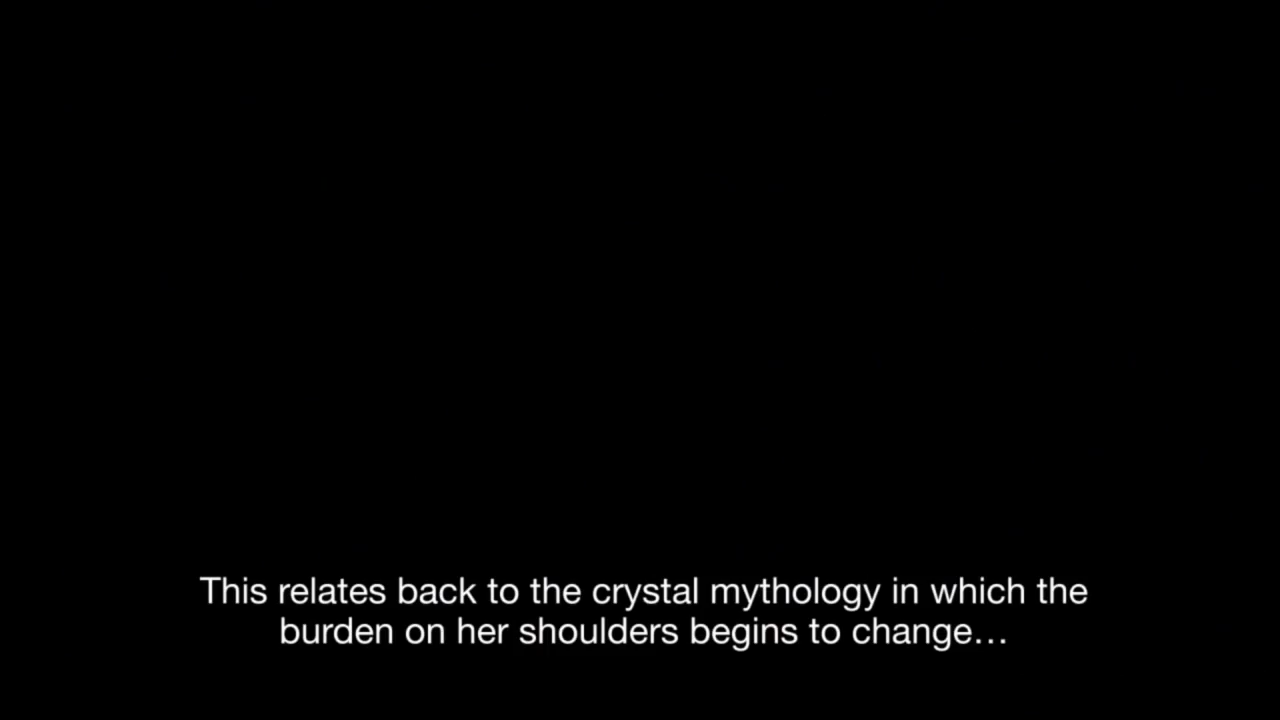 This relates back to the crystal mythology in which the
burden on her shoulders begins to change…